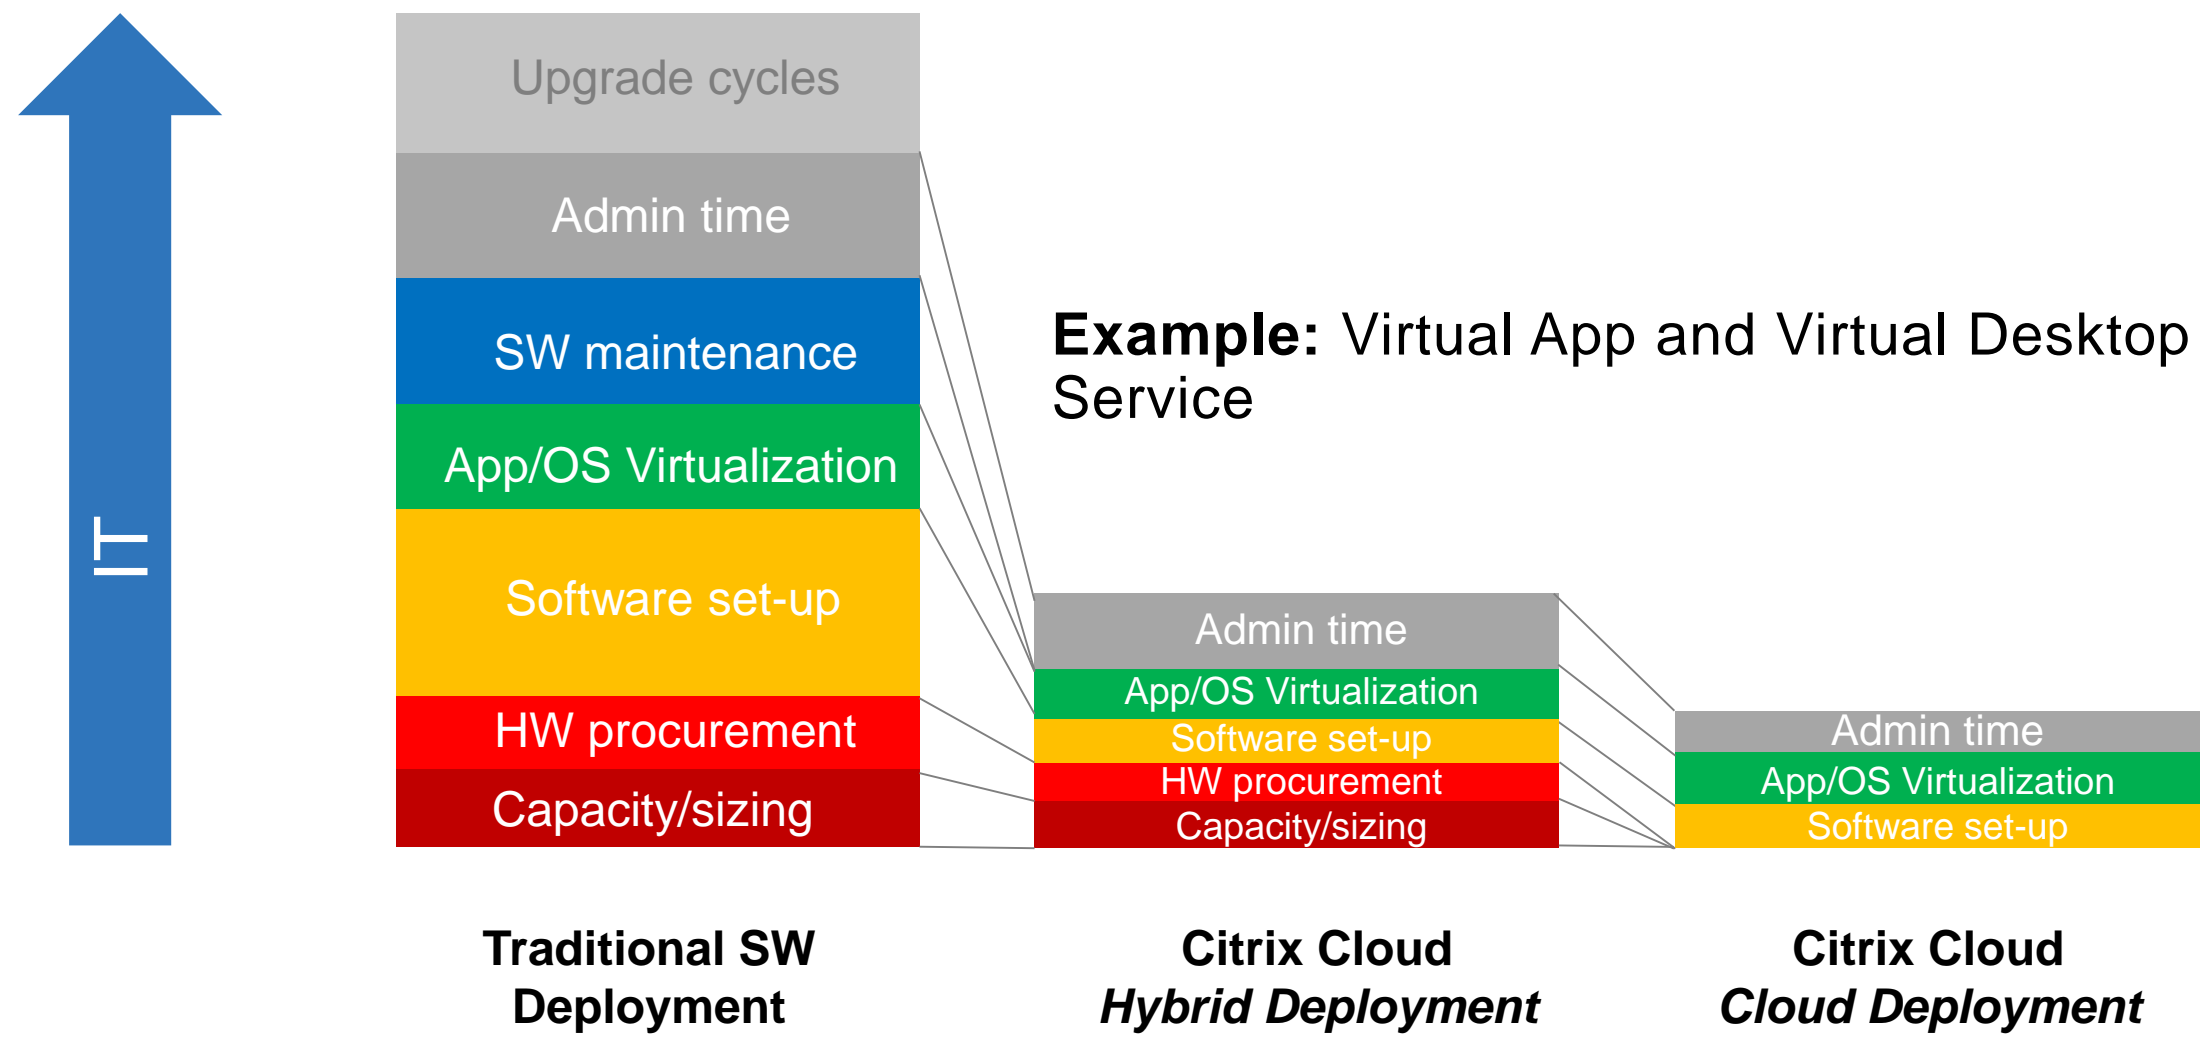 IT
Upgrade cycles
Admin time
SW maintenance
App/OS Virtualization
Software set-up
HW procurement
Capacity/sizing
Traditional SW
Deployment
Example: Virtual App and Virtual Desktop
Service
Admin time
App/OS Virtualization
Software set-up
HW procurement
Capacity/sizing
Citrix Cloud
Hybrid Deployment
Admin time
App/OS Virtualization
Software set-up
Citrix Cloud
Cloud Deployment